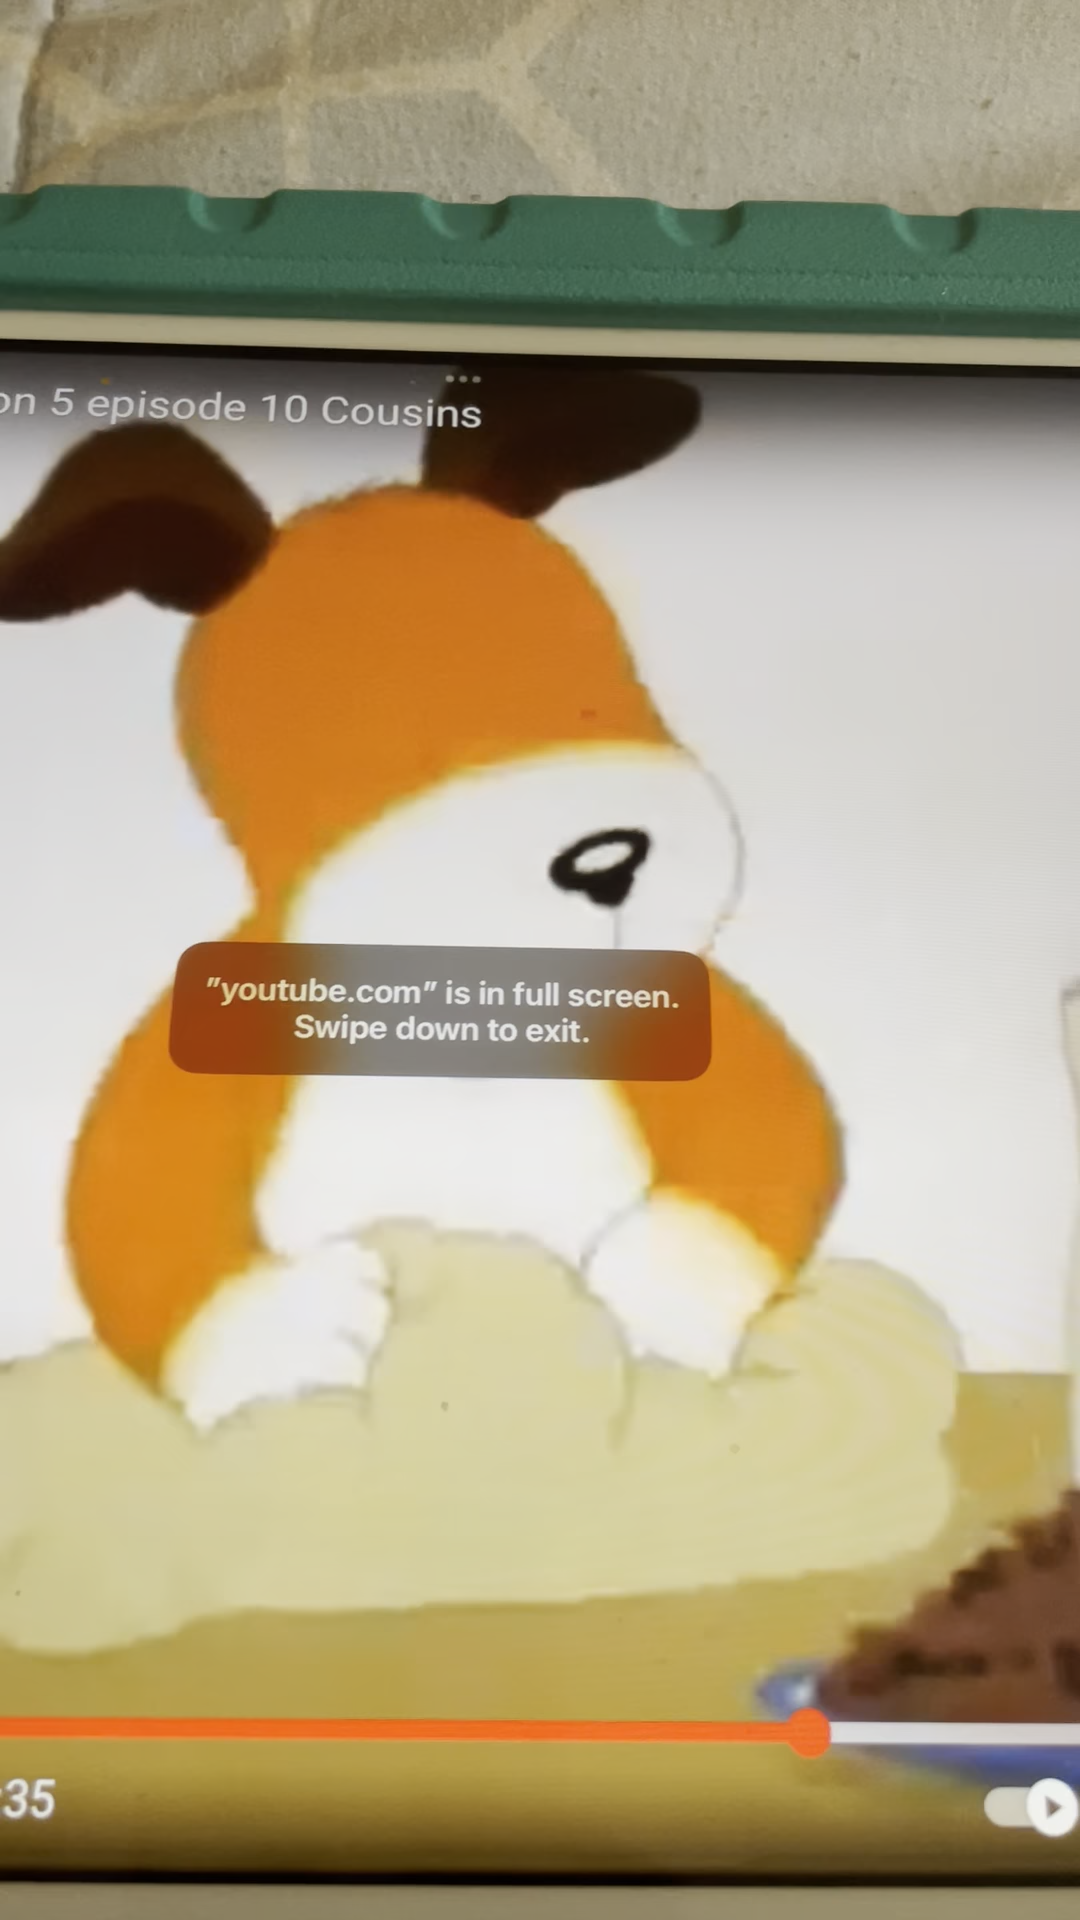 on 5 episode 10 Cousins
"youtube.com" is in full screen.
Swipe down to exit.
:35